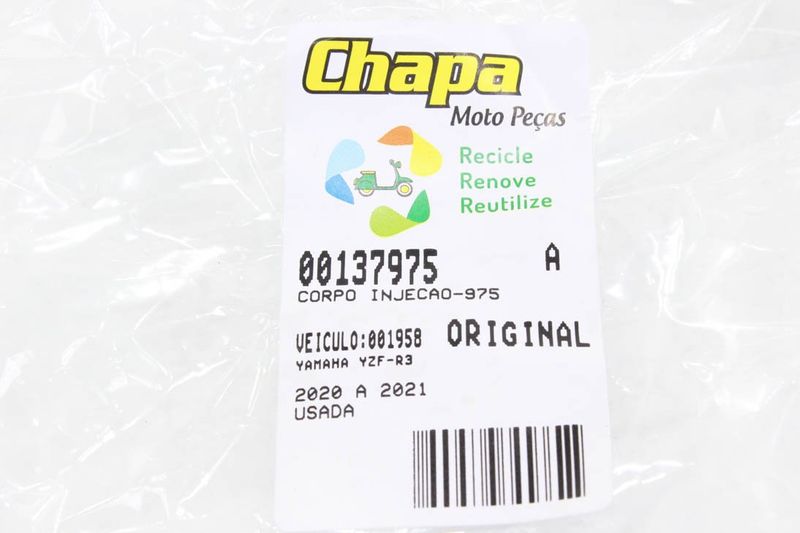 Chapa
Moto Peças
Recicle
Renove
Reutilize
00137975 A
CORPO INJECAO-975
VEICULO:001958 ORIGINAL
YAMAHA YZF-R3
2020 A 2021
USADA